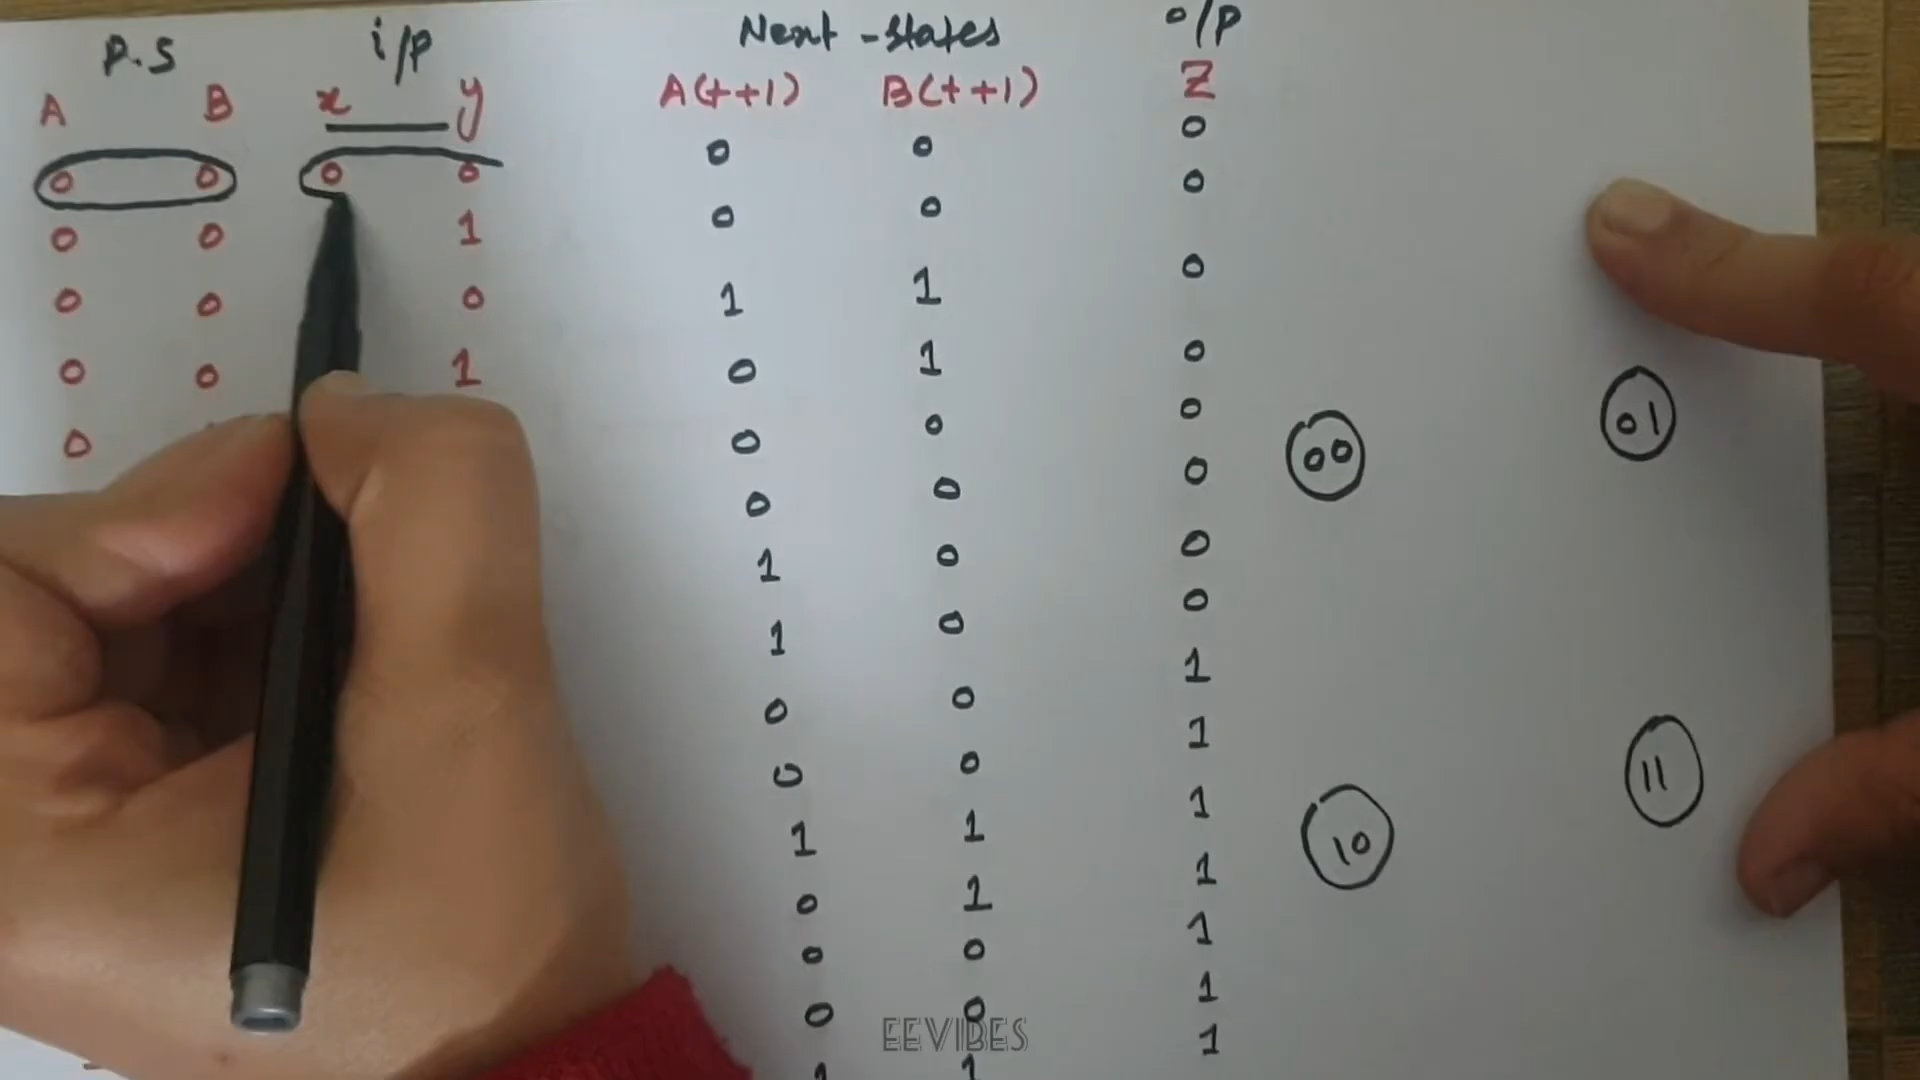 P.S i/p Next-states o/p
A B x y A(t+1) B(t+1) Z
0 0 0 0 0 0 0
0 0 1 0 0 0
0 0 0 1 1 0
0 0 1 0 1 0
0 0 0 0
0 0 0
1 0 0
1 0 0
0 0 1
0 0 1
1 1 1
0 1 1
0 0 1
0 0 1
1 1 1
00 01
10 11
EEVIBES